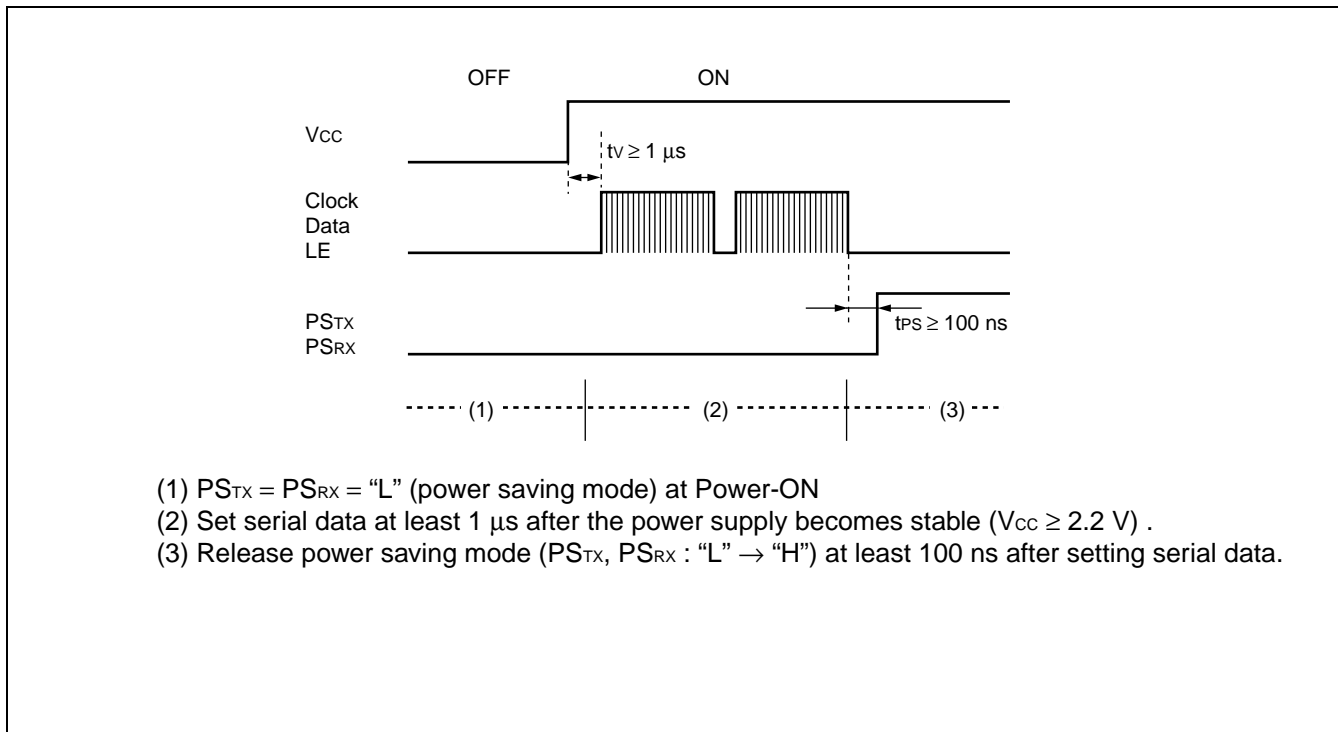 OFF ON
VCC
tV ≥ 1 μs
Clock
Data
LE
PSTX
PSRX
tPS ≥ 100 ns
(1) (2) (3)
(1) PSTX = PSRX = “L” (power saving mode) at Power-ON
(2) Set serial data at least 1 μs after the power supply becomes stable (VCC ≥ 2.2 V) .
(3) Release power saving mode (PSTX, PSRX : “L” → “H”) at least 100 ns after setting serial data.